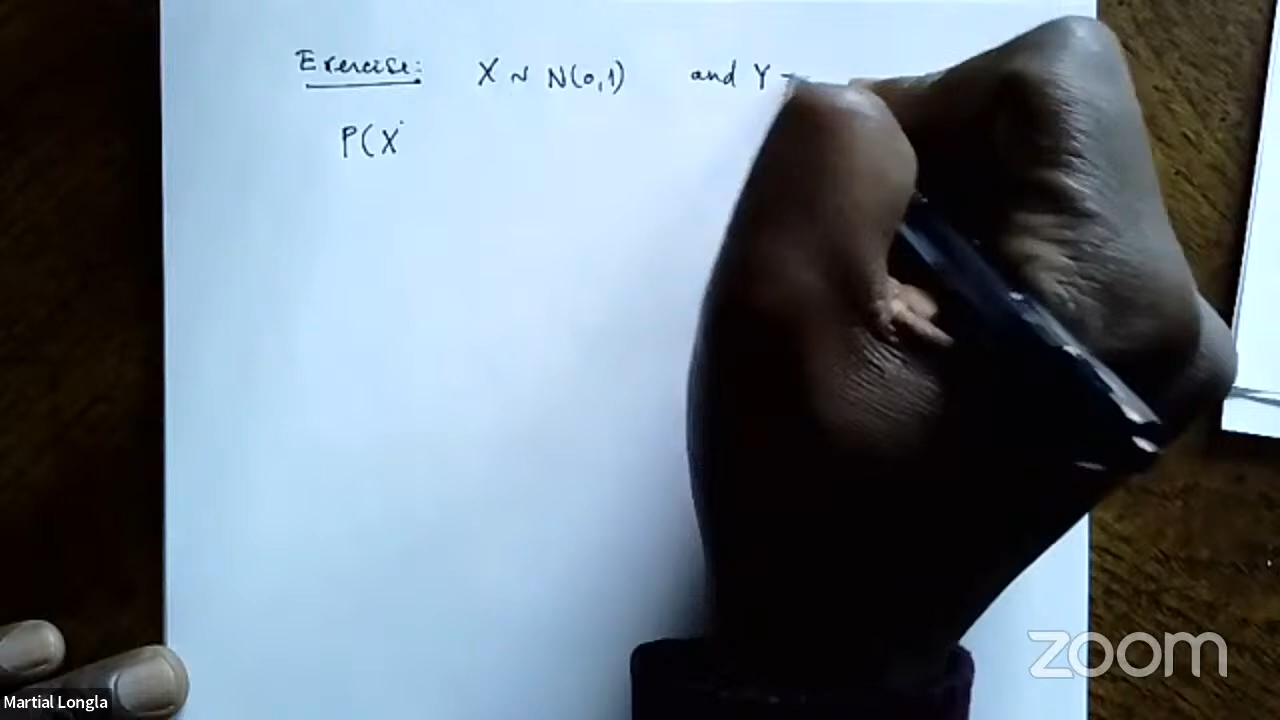 Exercise: X ~ N(0,1) and Y
P(X
zoom
Martial Longla